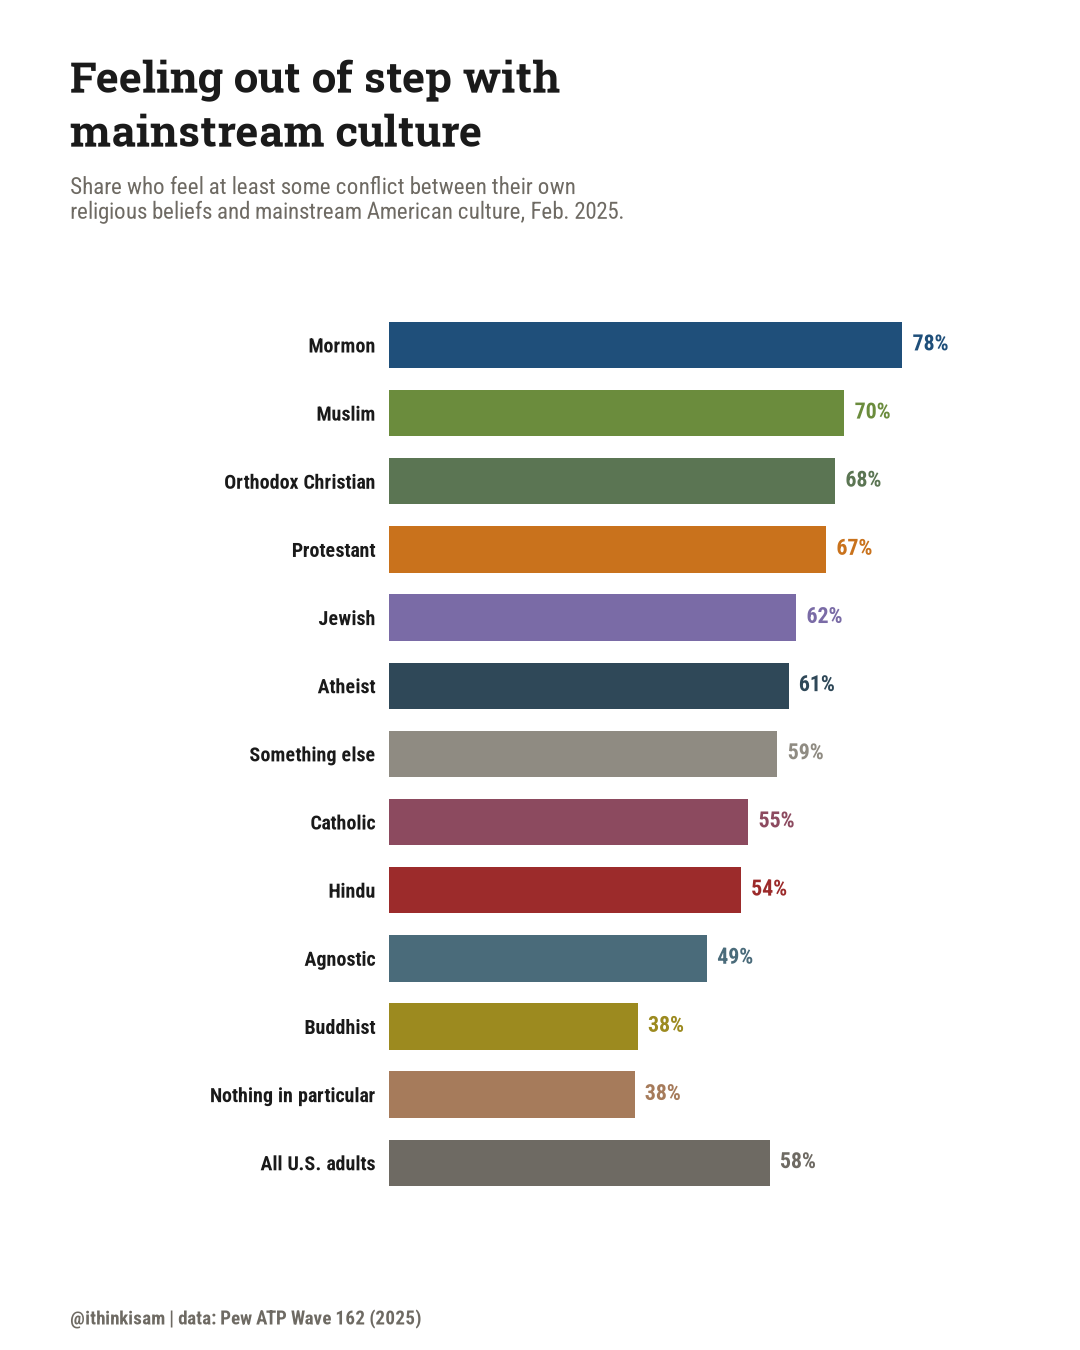 Feeling out of step with
mainstream culture
Share who feel at least some conflict between their own
religious beliefs and mainstream American culture, Feb. 2025.
Mormon 78%
Muslim 70%
Orthodox Christian 68%
Protestant 67%
Jewish 62%
Atheist 61%
Something else 59%
Catholic 55%
Hindu 54%
Agnostic 49%
Buddhist 38%
Nothing in particular 38%
All U.S. adults 58%
@ithinkisam | data: Pew ATP Wave 162 (2025)